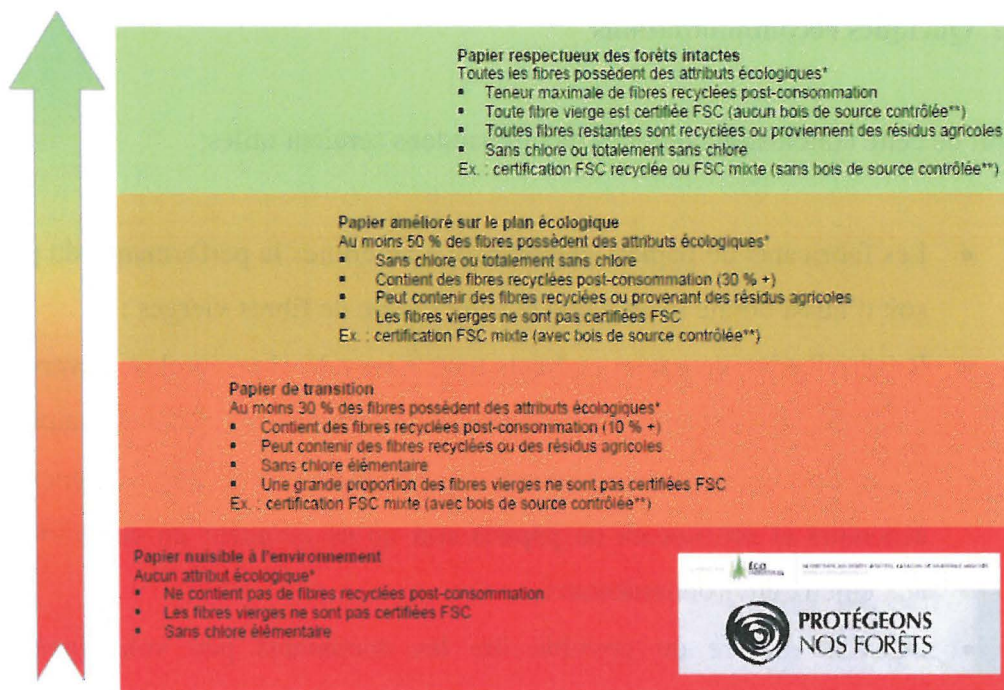 Papier respectueux des forêts intactes
Toutes les fibres possèdent des attributs écologiques*
▪ Teneur maximale de fibres recyclées post-consommation
▪ Toute fibre vierge est certifiée FSC (aucun bois de source contrôlée**)
▪ Toutes fibres restantes sont recyclées ou proviennent des résidus agricoles
▪ Sans chlore ou totalement sans chlore
Ex. : certification FSC recyclée ou FSC mixte (sans bois de source contrôlée**)
Papier amélioré sur le plan écologique
Au moins 50 % des fibres possèdent des attributs écologiques*
▪ Sans chlore ou totalement sans chlore
▪ Contient des fibres recyclées post-consommation (30 % +)
▪ Peut contenir des fibres recyclées ou provenant des résidus agricoles
▪ Les fibres vierges ne sont pas certifiées FSC
Ex. : certification FSC mixte (avec bois de source contrôlée**)
Papier de transition
Au moins 30 % des fibres possèdent des attributs écologiques*
▪ Contient des fibres recyclées post-consommation (10 % +)
▪ Peut contenir des fibres recyclées ou des résidus agricoles
▪ Sans chlore élémentaire
▪ Une grande proportion des fibres vierges ne sont pas certifiées FSC
Ex. : certification FSC mixte (avec bois de source contrôlée**)
Papier nuisible à l'environnement
Aucun attribut écologique*
▪ Ne contient pas de fibres recyclées post-consommation
▪ Les fibres vierges ne sont pas certifiées FSC
▪ Sans chlore élémentaire
éco
PROTÉGEONS
NOS FORÊTS